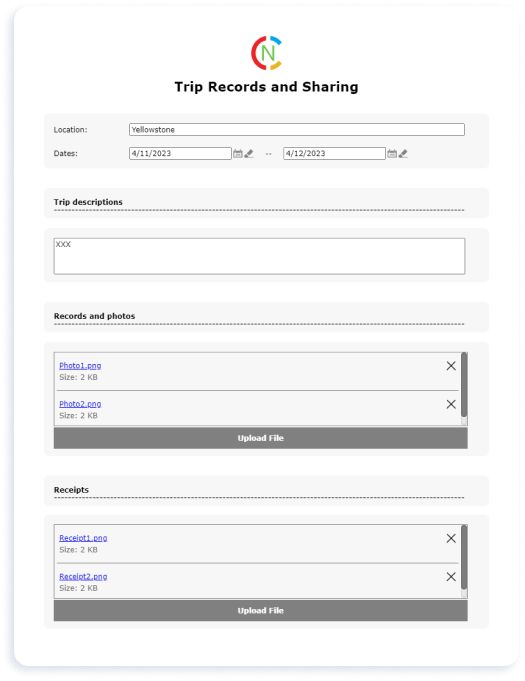 N
Trip Records and Sharing
Location: Yellowstone
Dates: 4/11/2023 -- 4/12/2023
Trip descriptions
XXX
Records and photos
Photo1.png
Size: 2 KB
Photo2.png
Size: 2 KB
Upload File
Receipts
Receipt1.png
Size: 2 KB
Receipt2.png
Size: 2 KB
Upload File